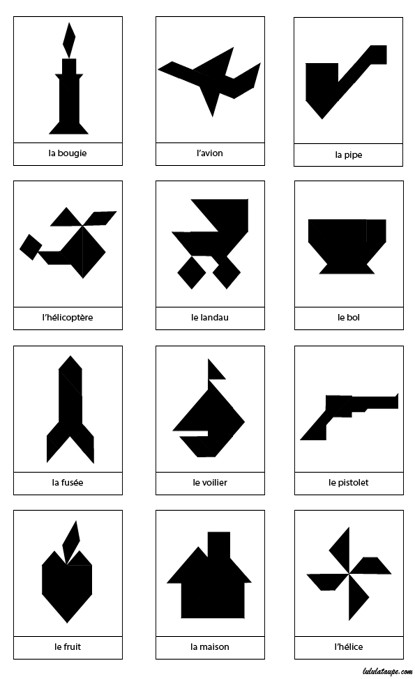 la bougie
l'avion
la pipe
l'hélicoptère
le landau
le bol
la fusée
le voilier
le pistolet
le fruit
la maison
l'hélice
lululataupe.com